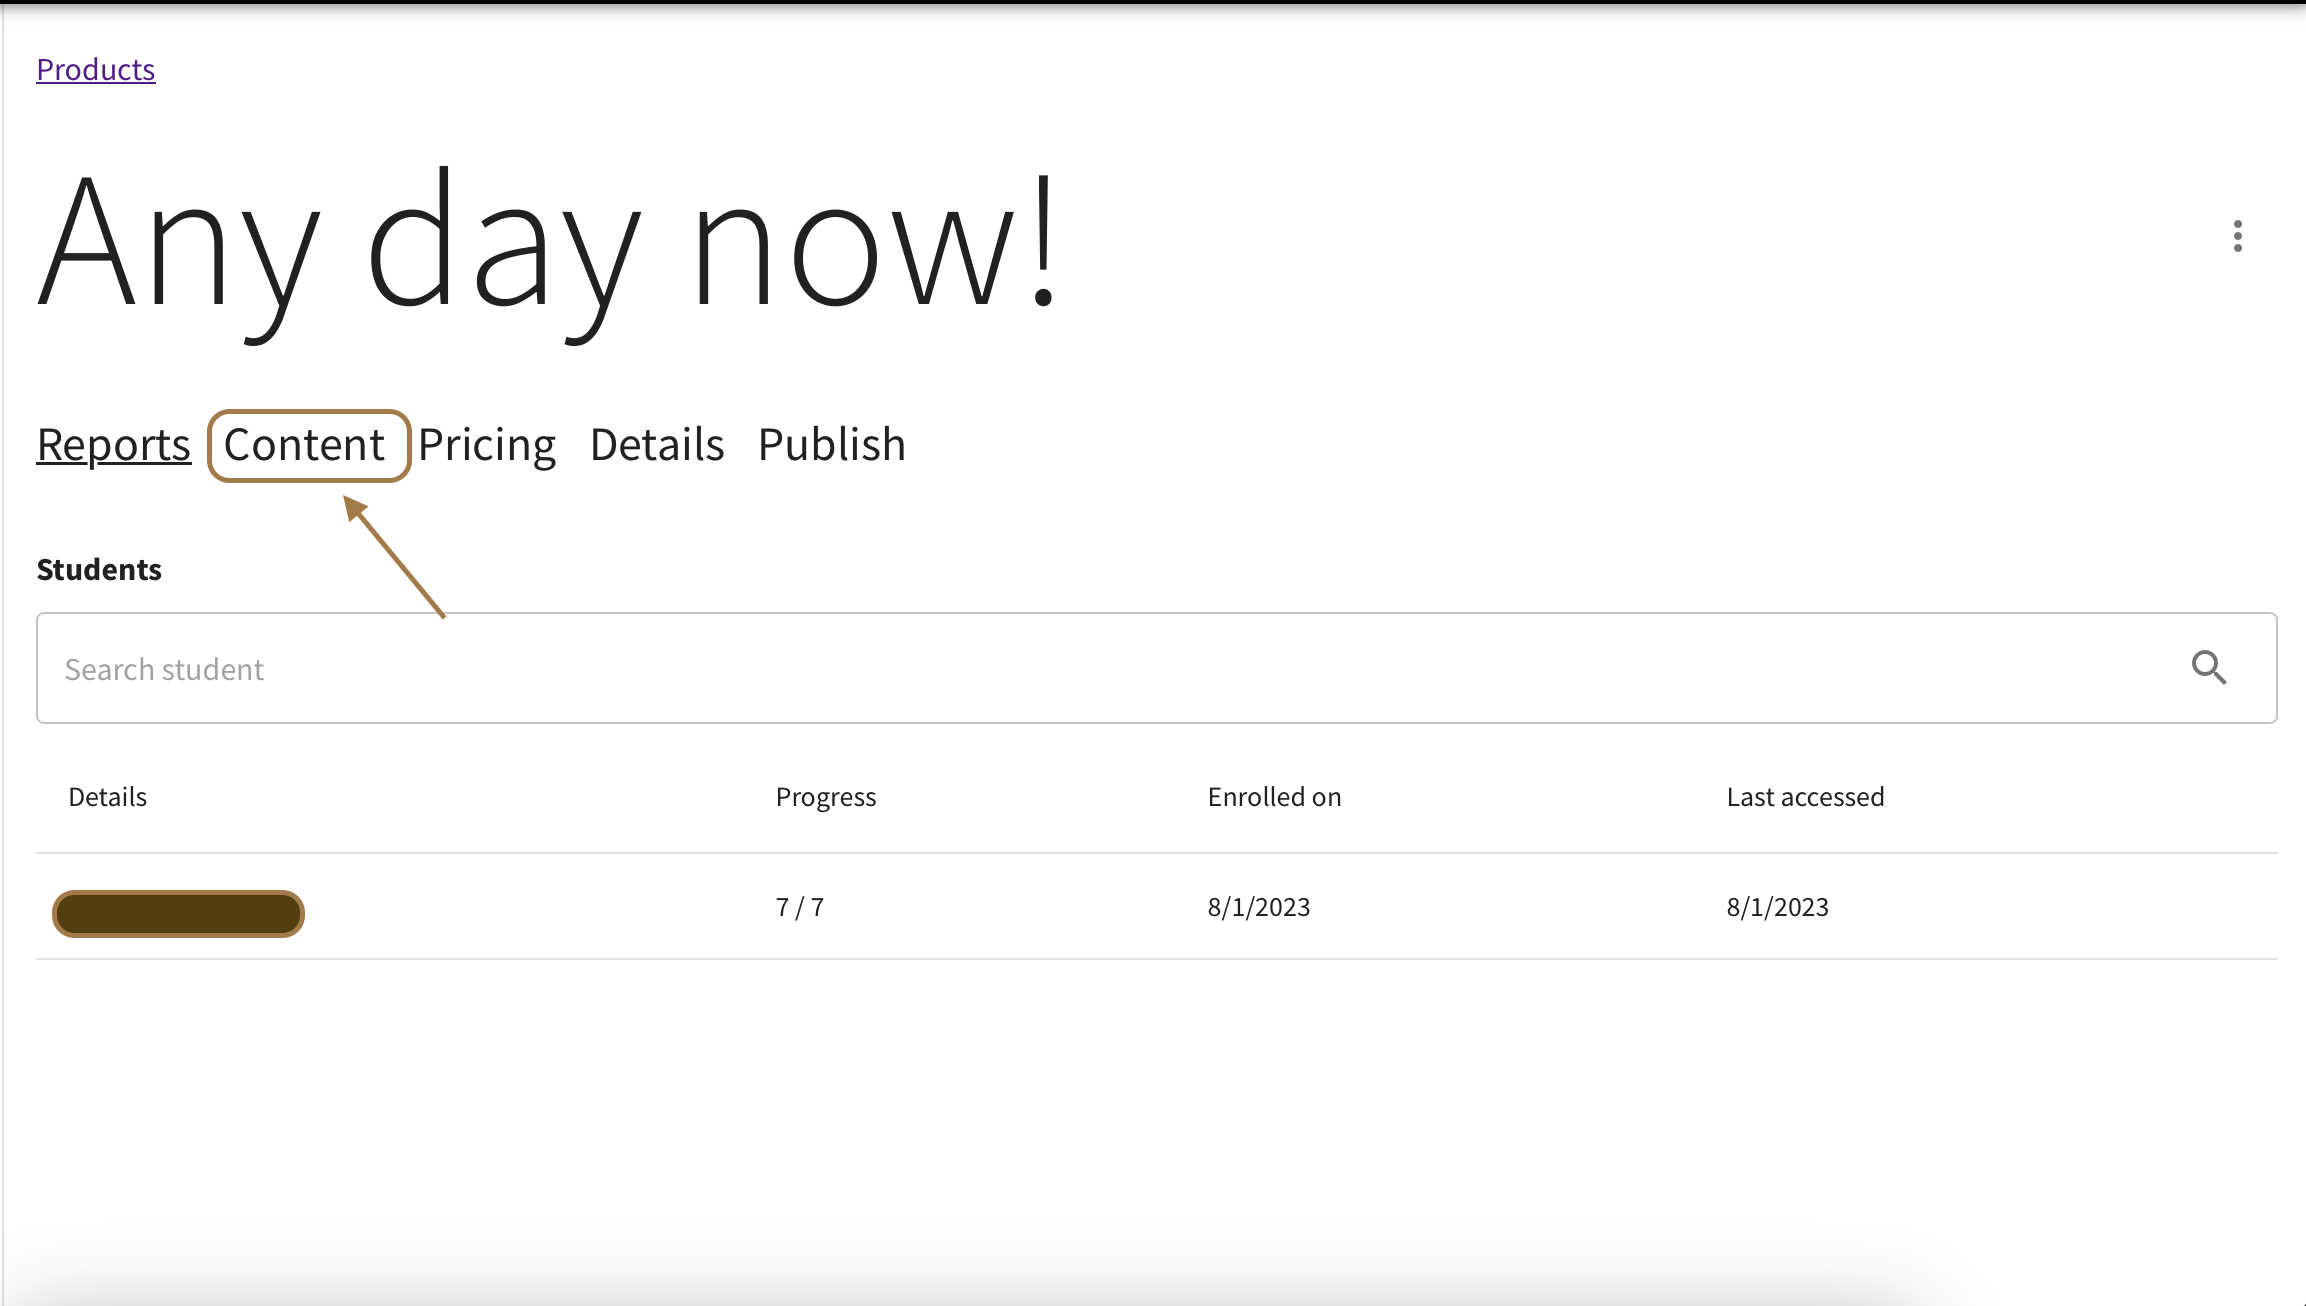 Products
Any day now!
Reports Content Pricing Details Publish
Students
Search student
Details Progress Enrolled on Last accessed
7 / 7 8/1/2023 8/1/2023